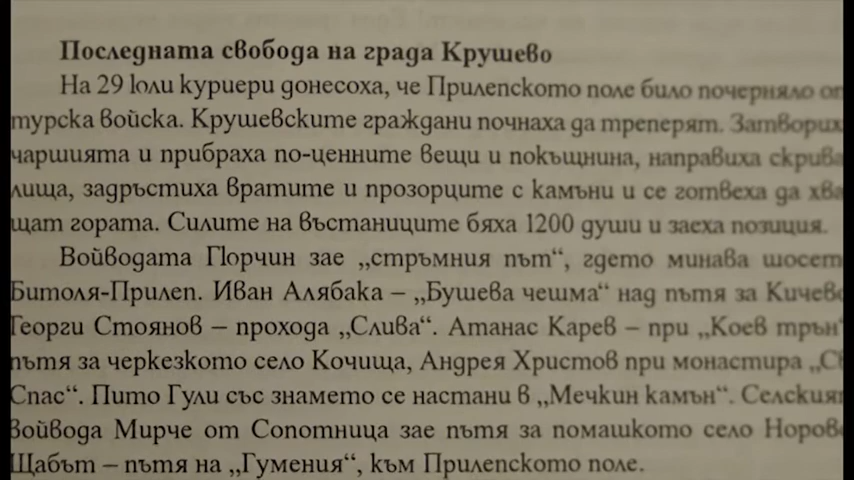 Последната свобода на града Крушево
На 29 юли куриери донесоха, че Прилепското поле било почерняло от
турска войска. Крушевските граждани почнаха да треперят. Затвориха
чаршията и прибраха по-ценните вещи и покъщнина, направиха скрива
лища, задръстиха вратите и прозорците с камъни и се готвеха да хва
щат гората. Силите на въстаниците бяха 1200 души и заеха позиция.
Войводата Гюрчин зае „стръмния път“, гдето минава шосет
Битоля-Прилеп. Иван Алябака – „Бушева чешма“ над пътя за Кичево
Георги Стоянов – прохода „Слива“. Атанас Карев – при „Коев трън“
пътя за черкезкото село Кочища, Андрея Христов при монастира „Св
Спас“. Пито Гули със знамето се настани в „Мечкин камън“. Селският
войвода Мирче от Сопотница зае пътя за помашкото село Норово
Щабът – пътя на „Гумения“, към Прилепското поле.